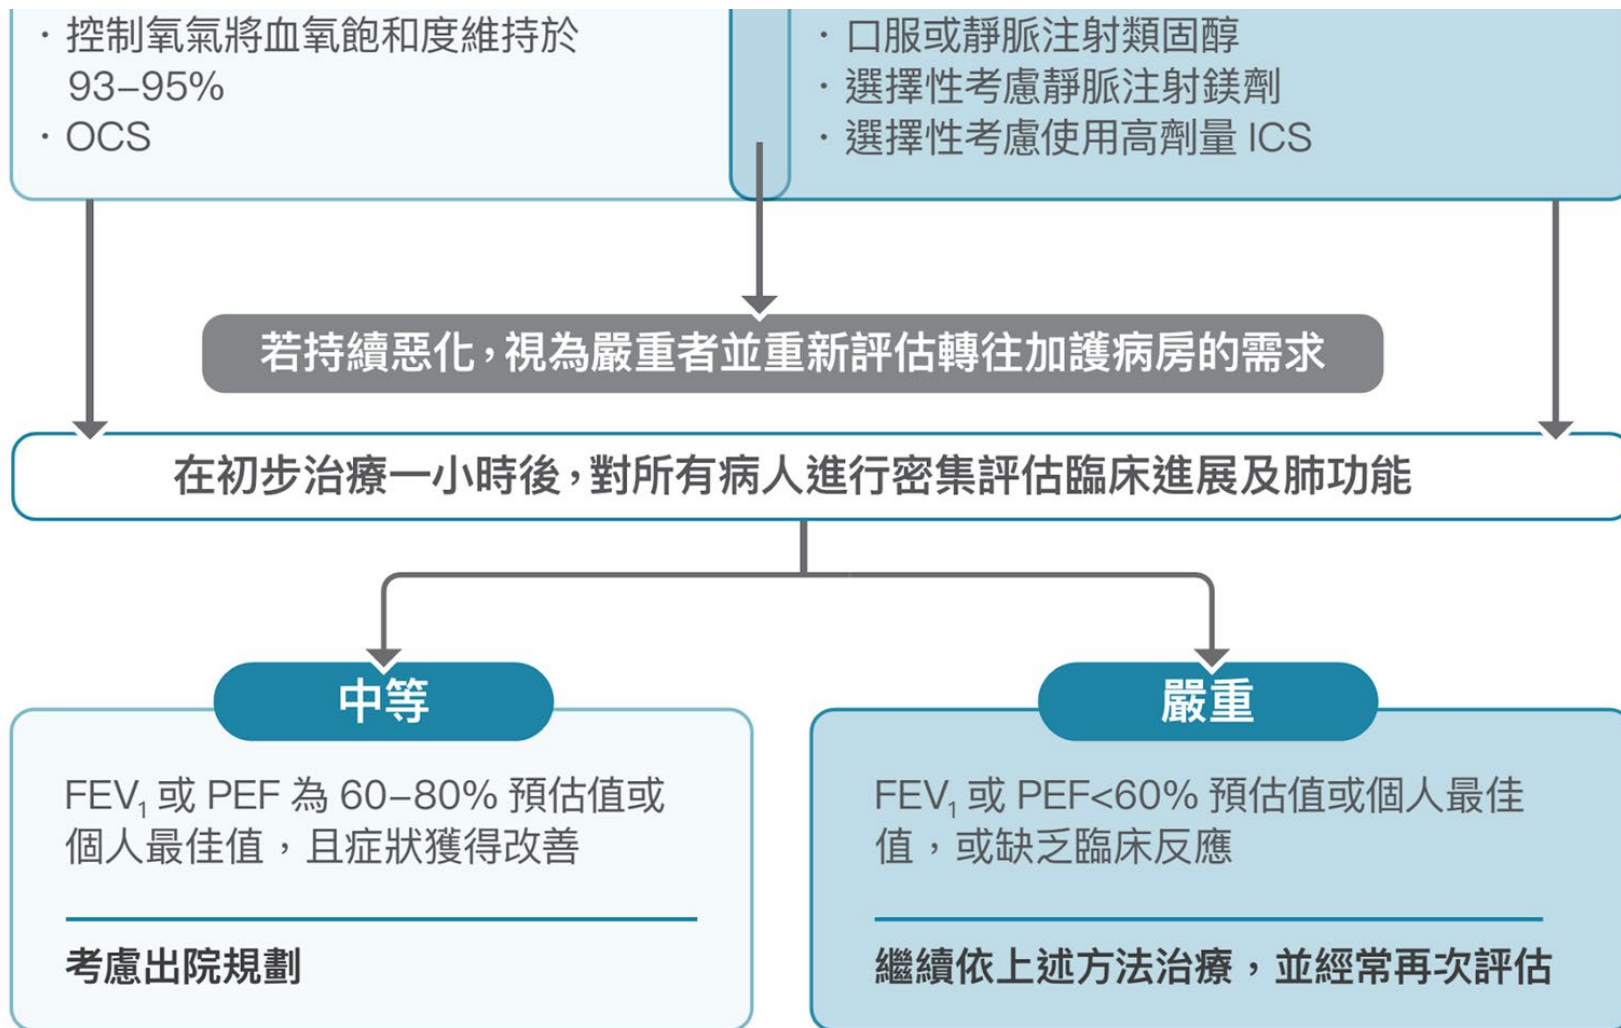 · 控制氧氣將血氧飽和度維持於
93–95%
· OCS
· 口服或靜脈注射類固醇
· 選擇性考慮靜脈注射鎂劑
· 選擇性考慮使用高劑量 ICS
若持續惡化，視為嚴重者並重新評估轉往加護病房的需求
在初步治療一小時後，對所有病人進行密集評估臨床進展及肺功能
中等
FEV₁ 或 PEF 為 60–80% 預估值或
個人最佳值，且症狀獲得改善
考慮出院規劃
嚴重
FEV₁ 或 PEF<60% 預估值或個人最佳
值，或缺乏臨床反應
繼續依上述方法治療，並經常再次評估